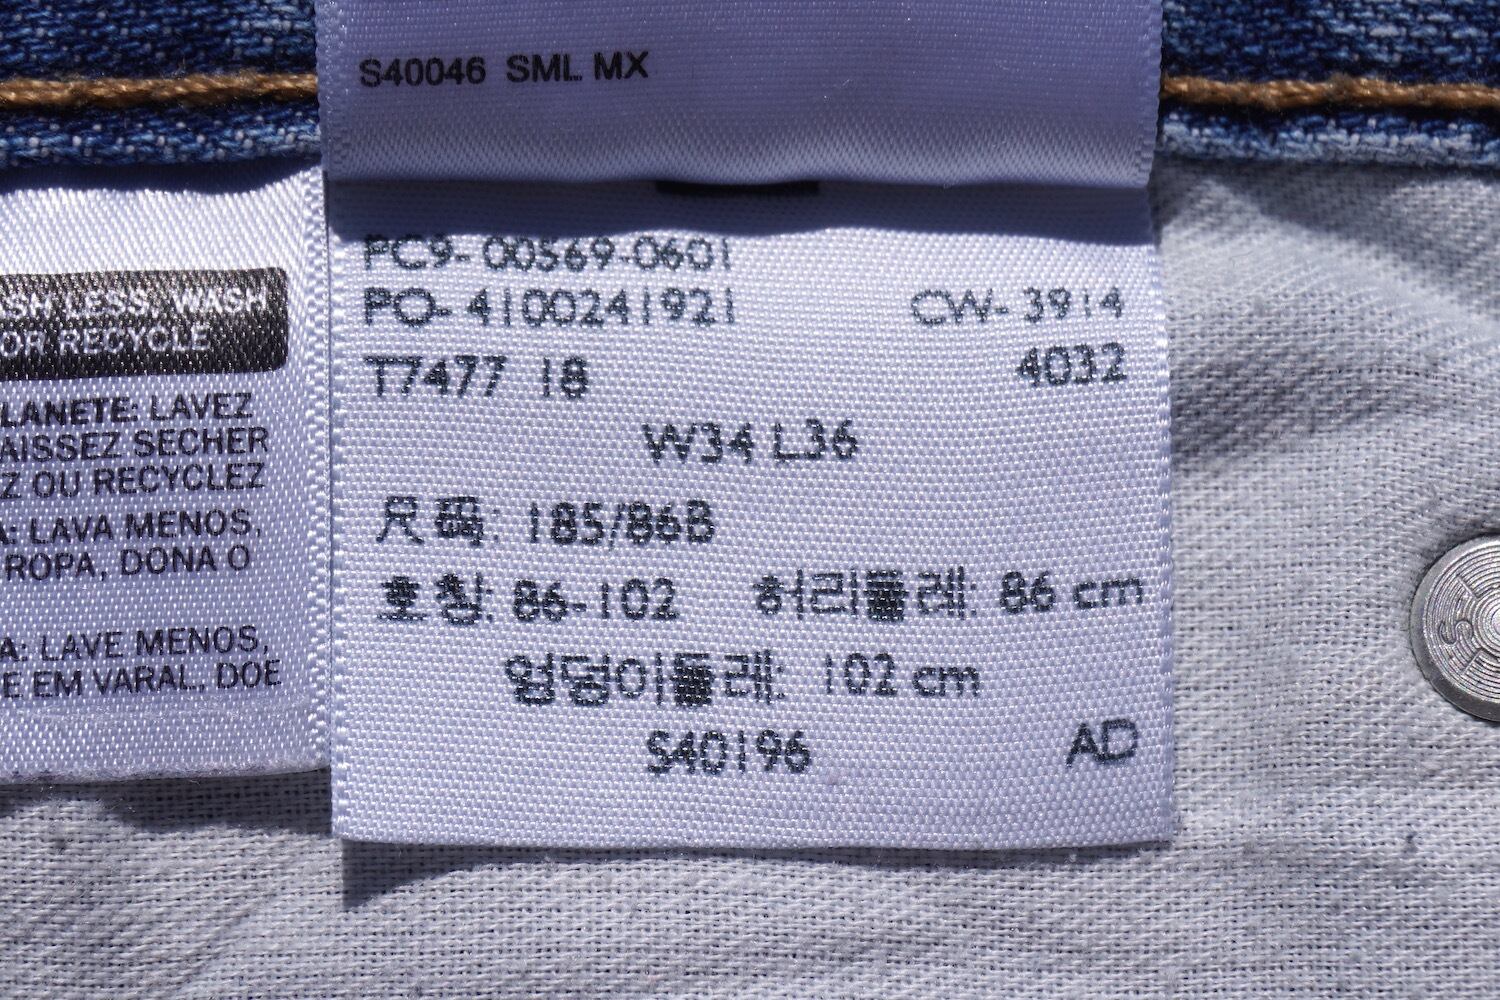 S40046 SML MX
PC9-00569-0601
PO-4100241921 CW-3914
T7477 18 4032
W34 L36
尺碼: 185/86B
호칭: 86-102 허리둘레: 86 cm
엉덩이둘레: 102 cm
S40196 AD
WASH
OR RECYCLE
LANETE: LAVEZ
AISSEZ SECHER
Z OU RECYCLEZ
A: LAVA MENOS,
ROPA, DONA O
A: LAVE MENOS,
E EM VARAL, DOE